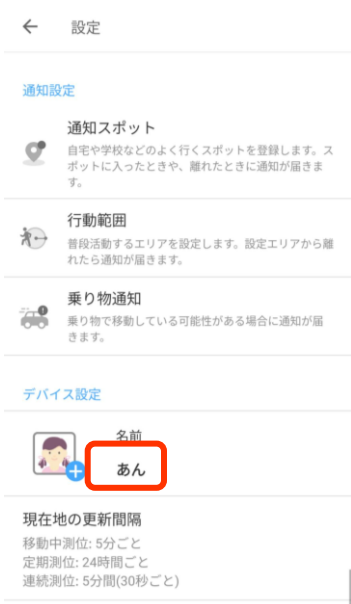 設定
通知設定
通知スポット
自宅や学校などのよく行くスポットを登録します。ス
ポットに入ったときや、離れたときに通知が届きま
す。
行動範囲
普段活動するエリアを設定します。設定エリアから離
れたら通知が届きます。
乗り物通知
乗り物で移動している可能性がある場合に通知が届
きます。
デバイス設定
名前
あん
現在地の更新間隔
移動中測位: 5分ごと
定期測位: 24時間ごと
連続測位: 5分間(30秒ごと)